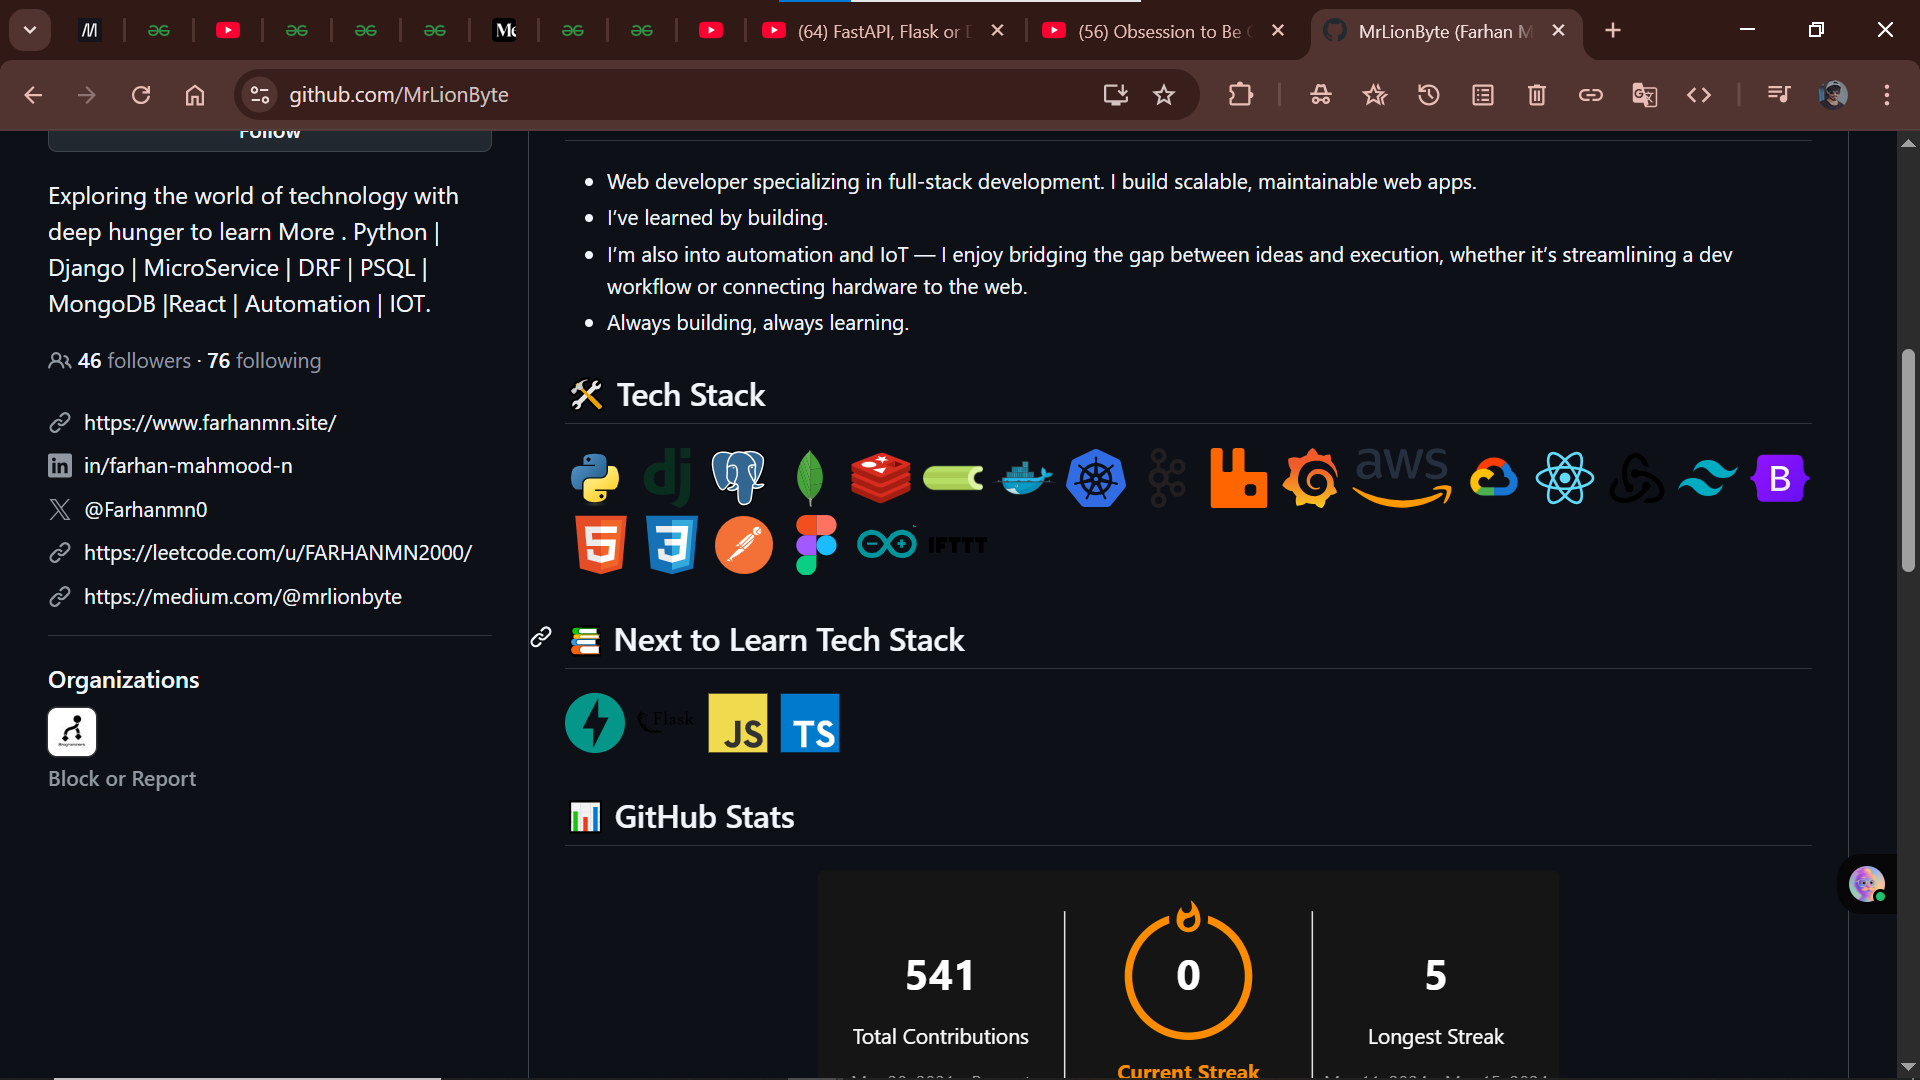 (64) FastAPI, Flask or
(56) Obsession to Be
MrLionByte (Farhan M
github.com/MrLionByte
Follow
Exploring the world of technology with
deep hunger to learn More . Python |
Django | MicroService | DRF | PSQL |
MongoDB |React | Automation | IOT.
46 followers · 76 following
https://www.farhanmn.site/
in/farhan-mahmood-n
@Farhanmn0
https://leetcode.com/u/FARHANMN2000/
https://medium.com/@mrlionbyte
Organizations
Block or Report
Web developer specializing in full-stack development. I build scalable, maintainable web apps.
I’ve learned by building.
I’m also into automation and IoT — I enjoy bridging the gap between ideas and execution, whether it’s streamlining a dev
workflow or connecting hardware to the web.
Always building, always learning.
Tech Stack
dj
aws
B
5
3
IFTTT
Next to Learn Tech Stack
Flask
JS
TS
GitHub Stats
541
Total Contributions
0
Current Streak
5
Longest Streak